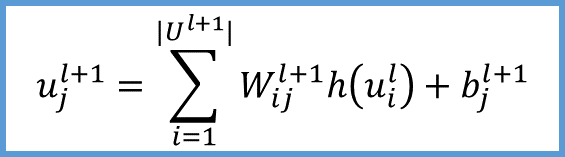 u_j^{l+1} = \sum_{i=1}^{|U^{l+1}|} W_{ij}^{l+1} h(u_i^l) + b_j^{l+1}